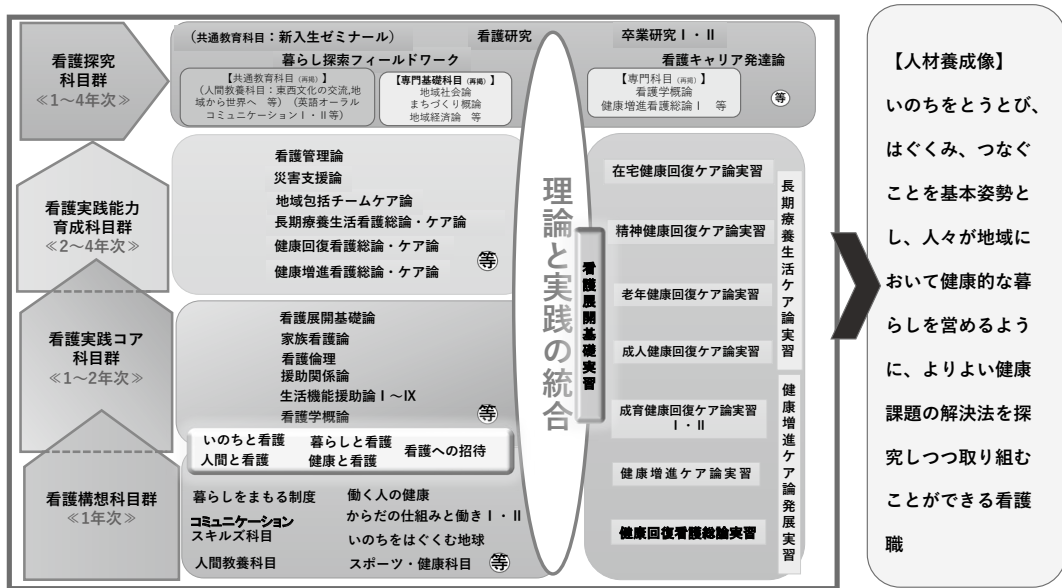 看護探究
科目群
≪1～4年次≫
（共通教育科目：新入生ゼミナール）
看護研究
卒業研究Ⅰ・Ⅱ
暮らし探索フィールドワーク
看護キャリア発達論
【共通教育科目（再掲）】
（人間教養科目：東西文化の交流,地
域から世界へ　等）（英語オーラル
コミュニケーションⅠ・Ⅱ等）
【専門基礎科目（再掲）】
地域社会論
まちづくり概論
地域経済論　等
【専門科目（再掲）】
看護学概論
健康増進看護総論Ⅰ　等
等
看護実践能力
育成科目群
≪2～4年次≫
看護管理論
災害支援論
地域包括チームケア論
長期療養生活看護総論・ケア論
健康回復看護総論・ケア論
健康増進看護総論・ケア論
等
看護実践コア
科目群
≪1～2年次≫
看護展開基礎論
家族看護論
看護倫理
援助関係論
生活機能援助論Ⅰ～Ⅸ
看護学概論
等
いのちと看護
暮らしと看護
看護への招待
人間と看護
健康と看護
看護構想科目群
≪1年次≫
暮らしをまもる制度
働く人の健康
コミュニケーション
スキルズ科目
からだの仕組みと働きⅠ・Ⅱ
いのちをはぐくむ地球
人間教養科目
スポーツ・健康科目
等
理論と実践の統合
看護展開基礎実習
在宅健康回復ケア論実習
精神健康回復ケア論実習
老年健康回復ケア論実習
成人健康回復ケア論実習
成育健康回復ケア論実習
Ⅰ・Ⅱ
健康増進ケア論実習
健康回復看護総論実習
長期療養生活ケア論実習
健康増進ケア論発展実習
【人材養成像】
いのちをとうとび、
はぐくみ、つなぐ
ことを基本姿勢と
し、人々が地域に
おいて健康的な暮
らしを営めるよう
に、よりよい健康
課題の解決法を探
究しつつ取り組む
ことができる看護
職